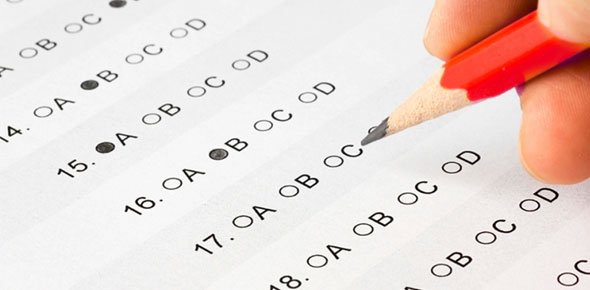 A ○B ○C ●
14. ○A ●B ○C ○D
15. ●A ○B ○C ○D
16. ○A ●B ○C ○D
17. ○A ○B ○C
18. ○A ○B ○C ○D
○B ○C ○D
○C